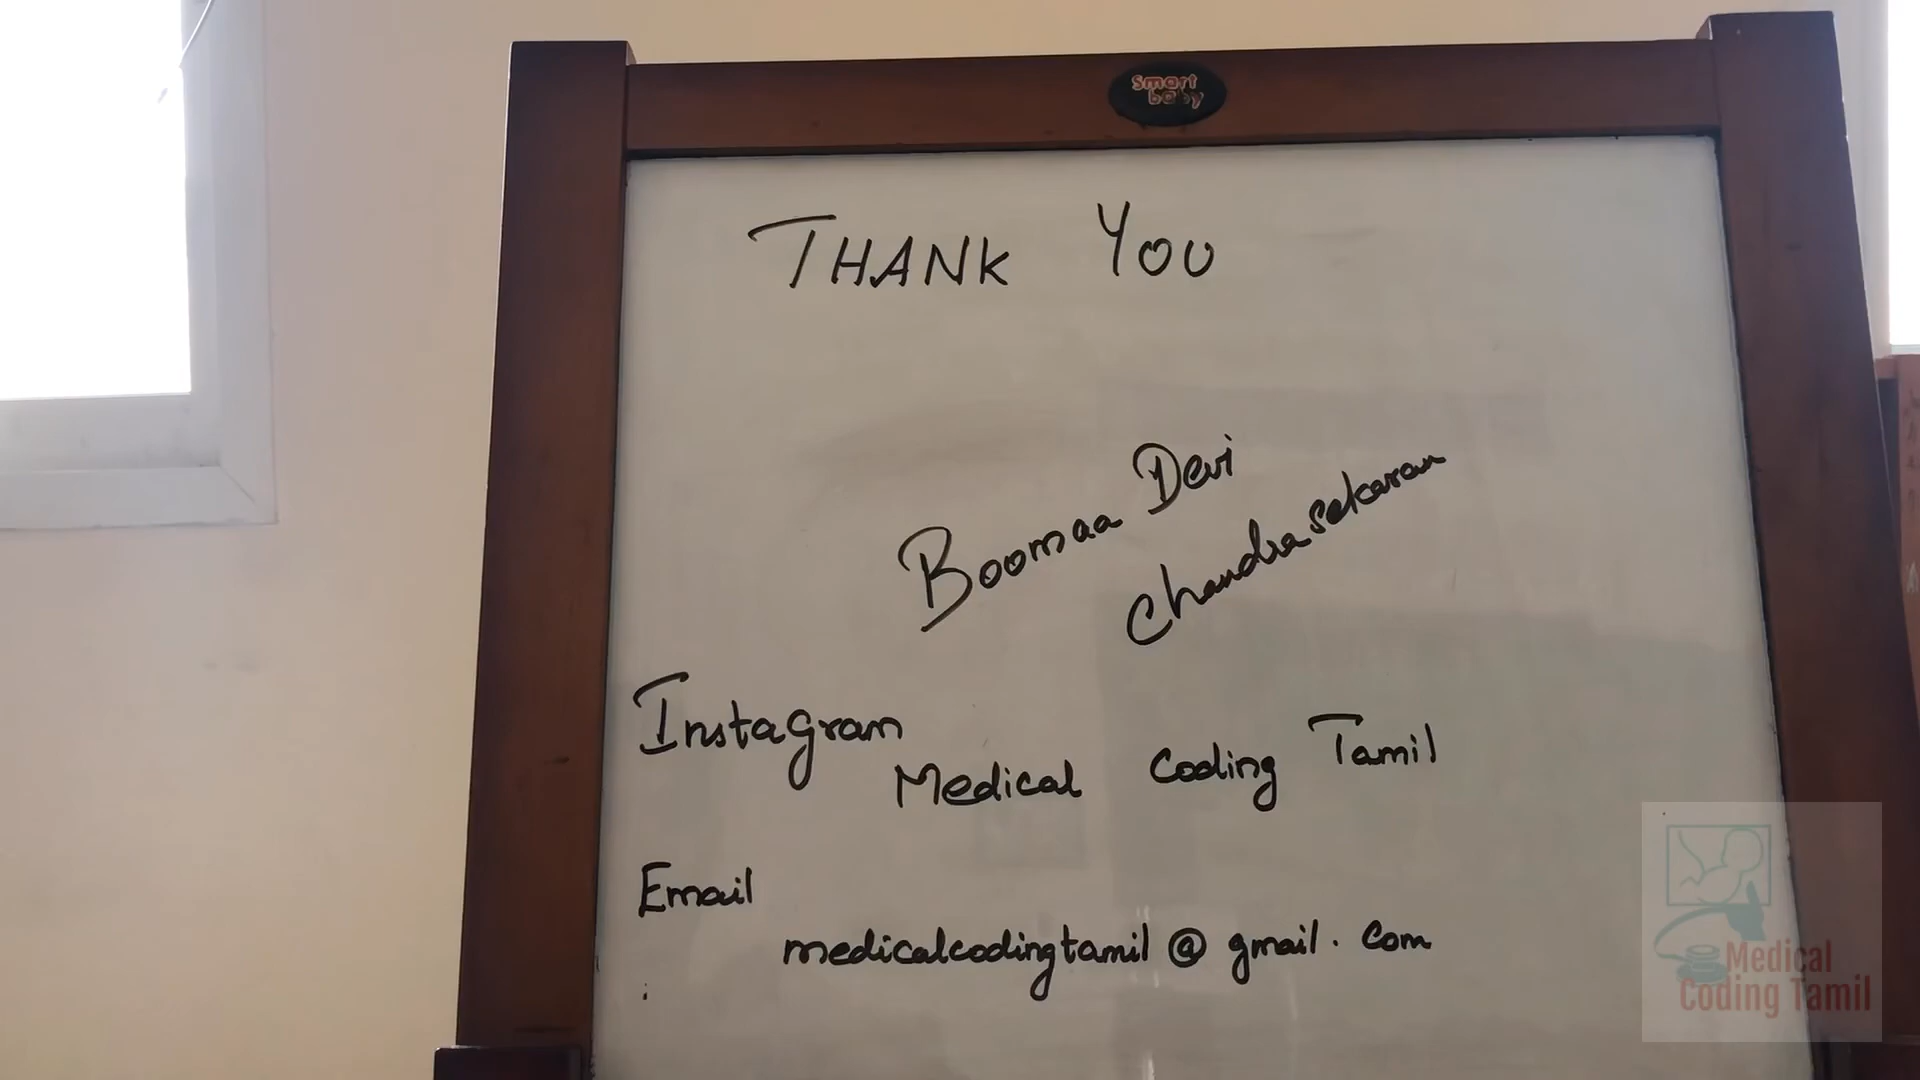 smart
baby
THANK YOU
Boomaa Devi
Chandrasekaran
Instagram
Medical Coding Tamil
Email
medicalcodingtamil @ gmail. com
Medical
Coding Tamil